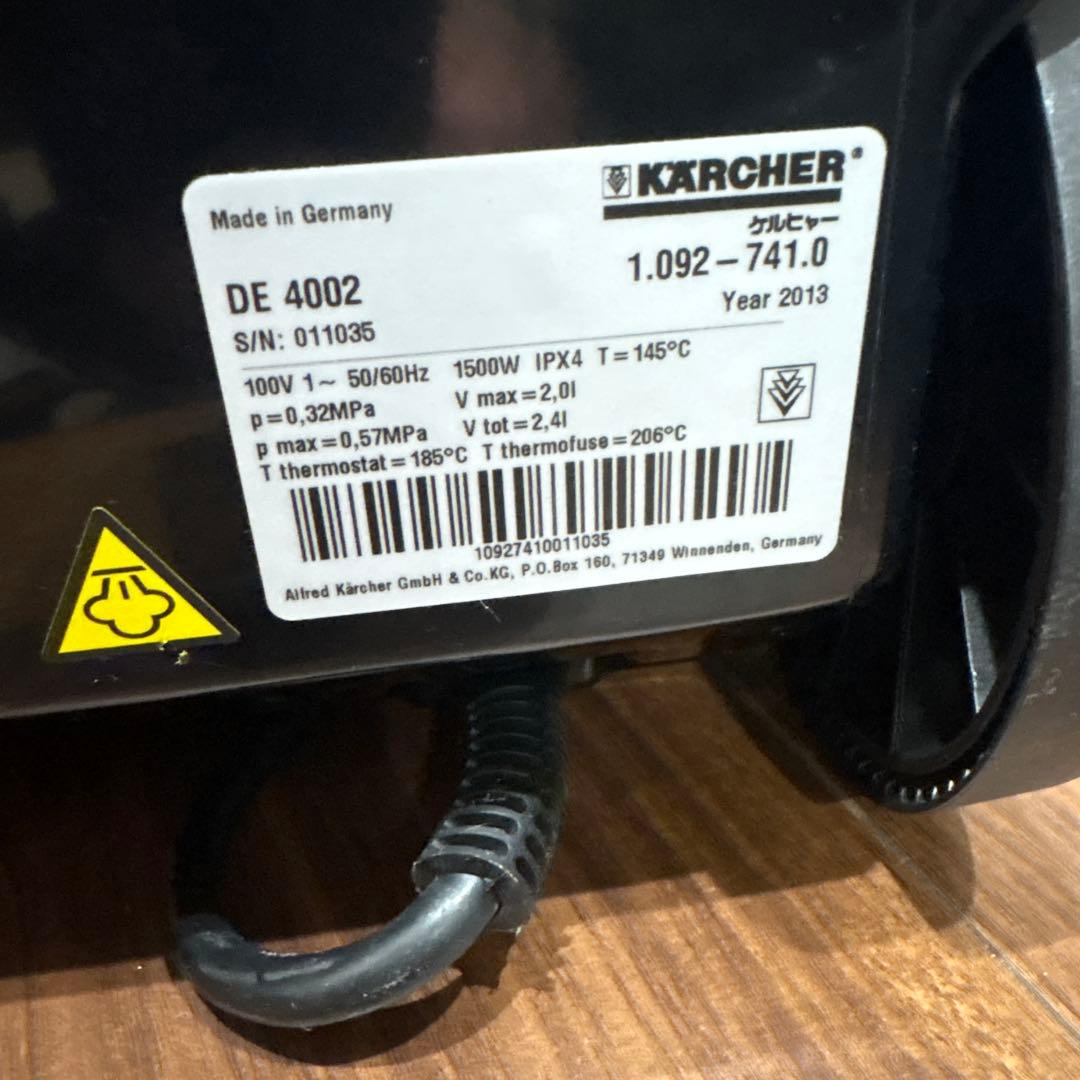 Made in Germany
KÄRCHER®
ケルヒャー
DE 4002
1.092-741.0
S/N: 011035
Year 2013
100V 1~ 50/60Hz 1500W IPX4 T=145°C
p=0,32MPa V max=2,0l
p max=0,57MPa V tot=2,4l
T thermostat=185°C T thermofuse=206°C
10927410011035
Alfred Kärcher GmbH & Co.KG, P.O.Box 160, 71349 Winnenden, Germany